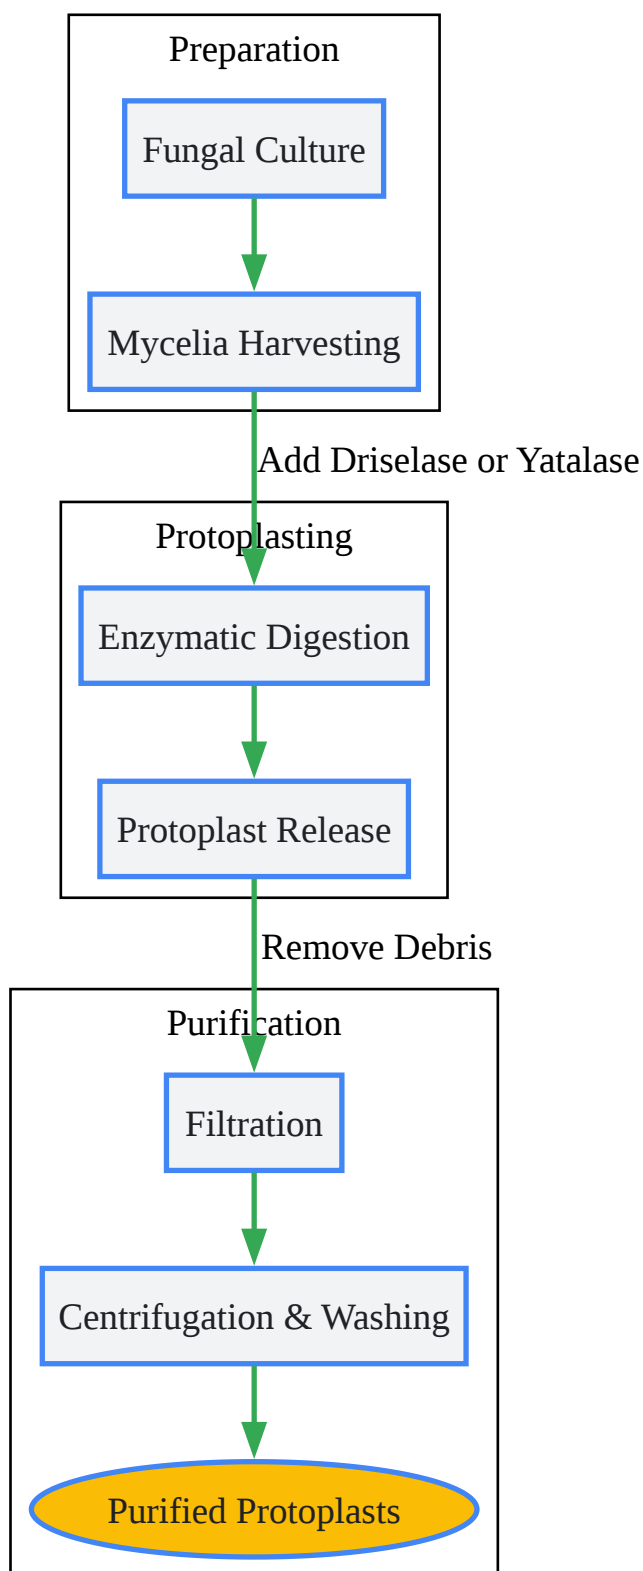 Preparation
Fungal Culture
Mycelia Harvesting
Add Driselase or Yatalase
Protoplasting
Enzymatic Digestion
Protoplast Release
Remove Debris
Purification
Filtration
Centrifugation & Washing
Purified Protoplasts